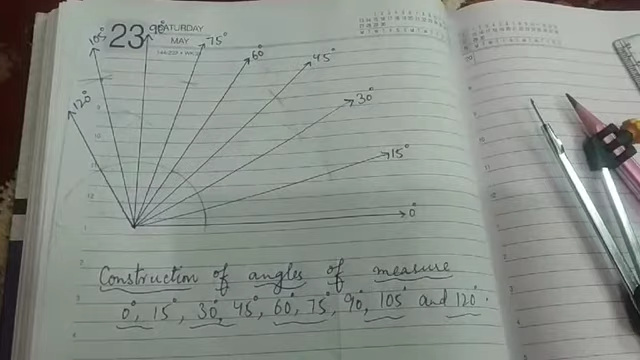 23 SATURDAY
MAY
105°
90°
75°
60°
45°
120°
30°
15°
0°
Construction of angles of measure
0°, 15°, 30°, 45°, 60°, 75°, 90°, 105° and 120°.